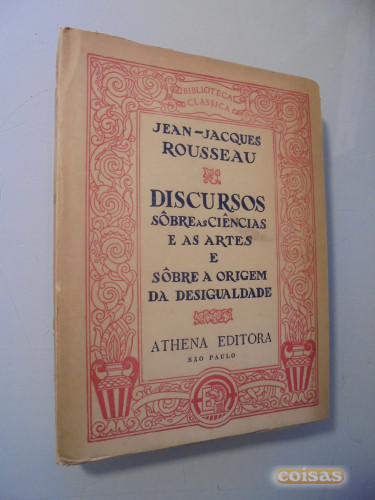 BIBLIOTECA
CLASSICA
JEAN-JACQUES
ROUSSEAU
DISCURSOS
SÔBRE AS CIÊNCIAS
E AS ARTES
E
SÔBRE A ORIGEM
DA DESIGUALDADE
ATHENA EDITORA
SÃO PAULO
coisas